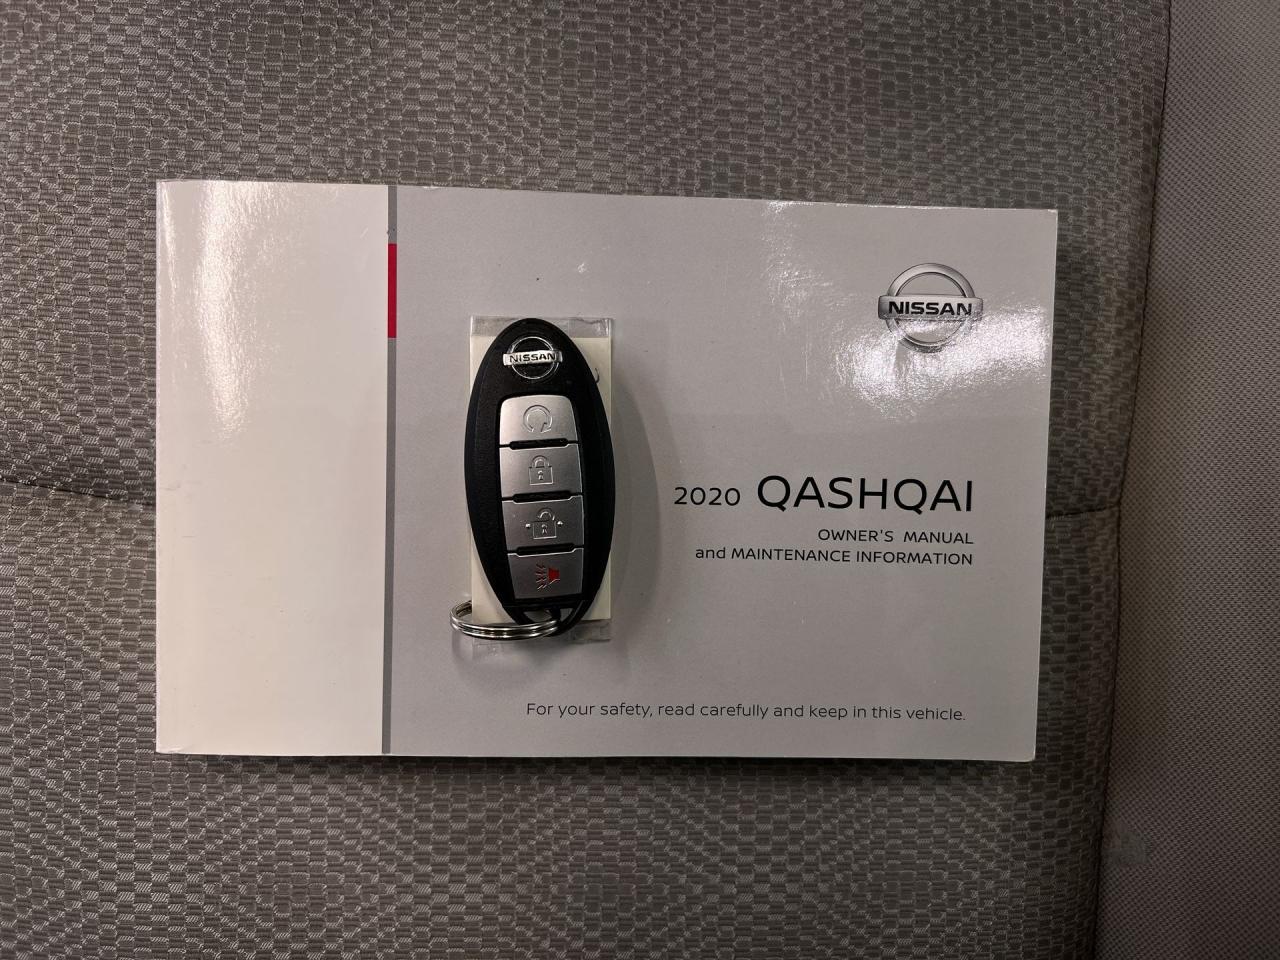 NISSAN
NISSAN
2020 QASHQAI
OWNER'S MANUAL
and MAINTENANCE INFORMATION
For your safety, read carefully and keep in this vehicle.